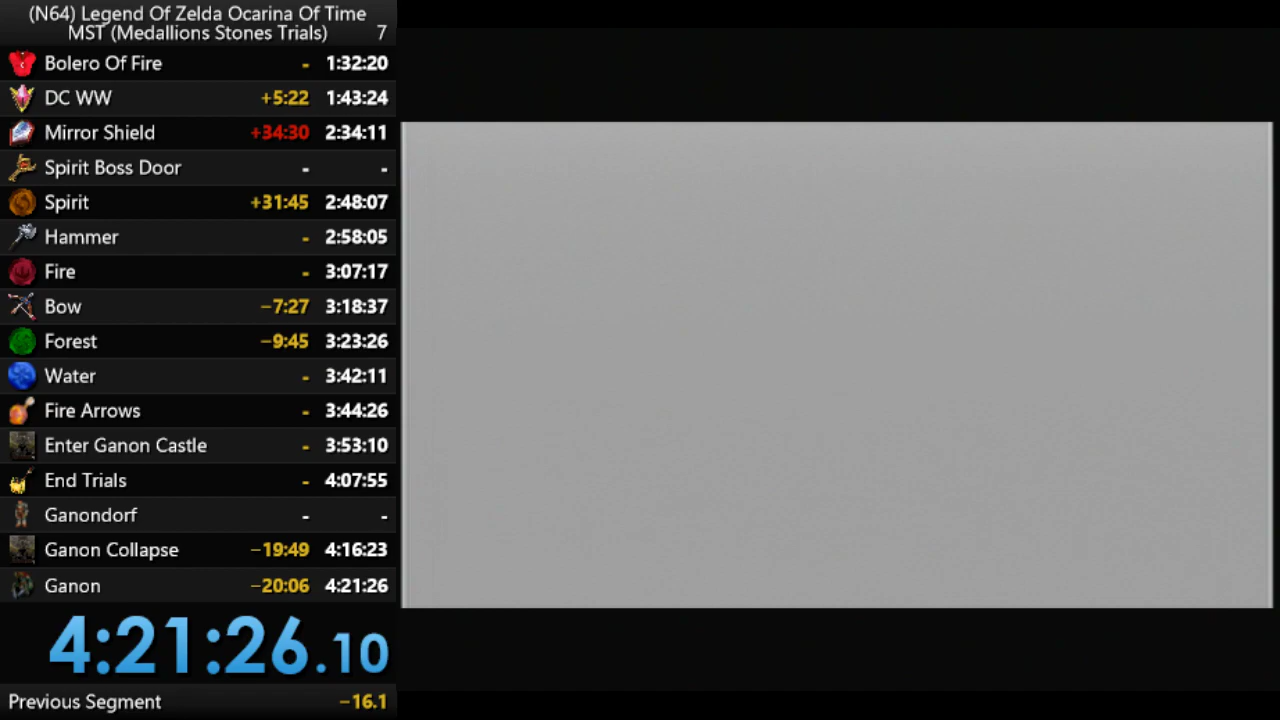 (N64) Legend Of Zelda Ocarina Of Time
MST (Medallions Stones Trials) 7
Bolero Of Fire - 1:32:20
DC WW +5:22 1:43:24
Mirror Shield +34:30 2:34:11
Spirit Boss Door - -
Spirit +31:45 2:48:07
Hammer - 2:58:05
Fire - 3:07:17
Bow −7:27 3:18:37
Forest −9:45 3:23:26
Water - 3:42:11
Fire Arrows - 3:44:26
Enter Ganon Castle - 3:53:10
End Trials - 4:07:55
Ganondorf - -
Ganon Collapse −19:49 4:16:23
Ganon −20:06 4:21:26
4:21:26.10
Previous Segment −16.1